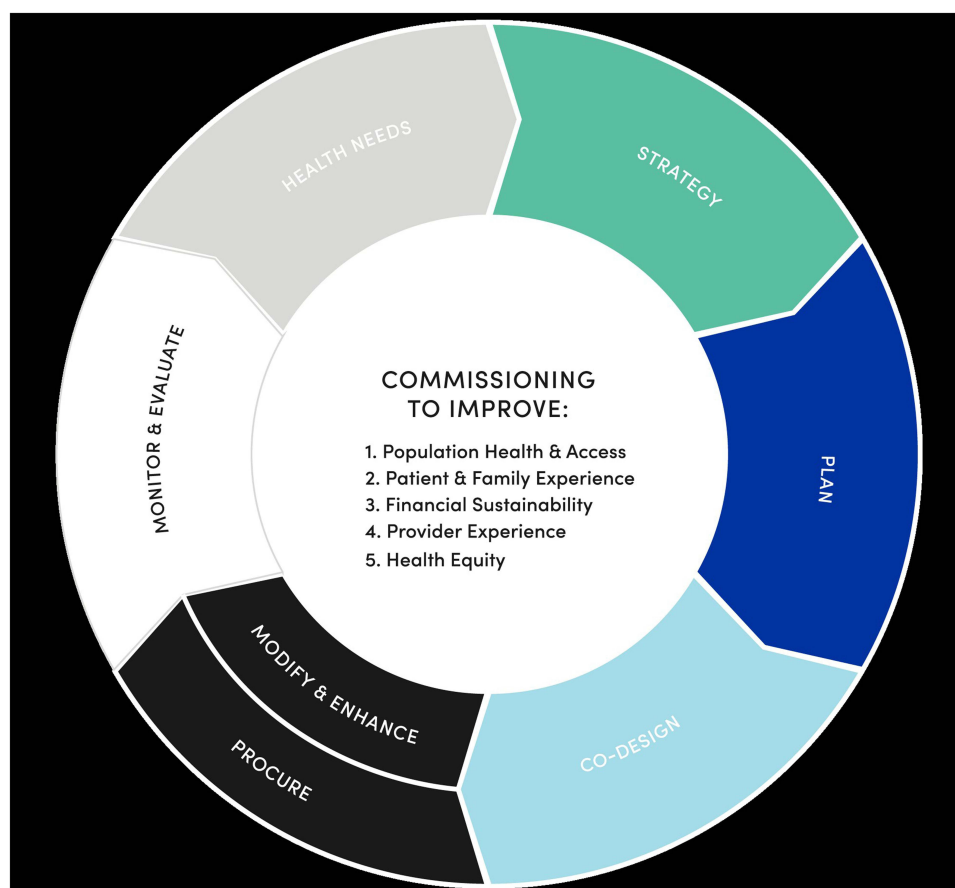 HEALTH NEEDS
STRATEGY
PLAN
CO-DESIGN
MODIFY & ENHANCE
PROCURE
MONITOR & EVALUATE
COMMISSIONING
TO IMPROVE:
1. Population Health & Access
2. Patient & Family Experience
3. Financial Sustainability
4. Provider Experience
5. Health Equity